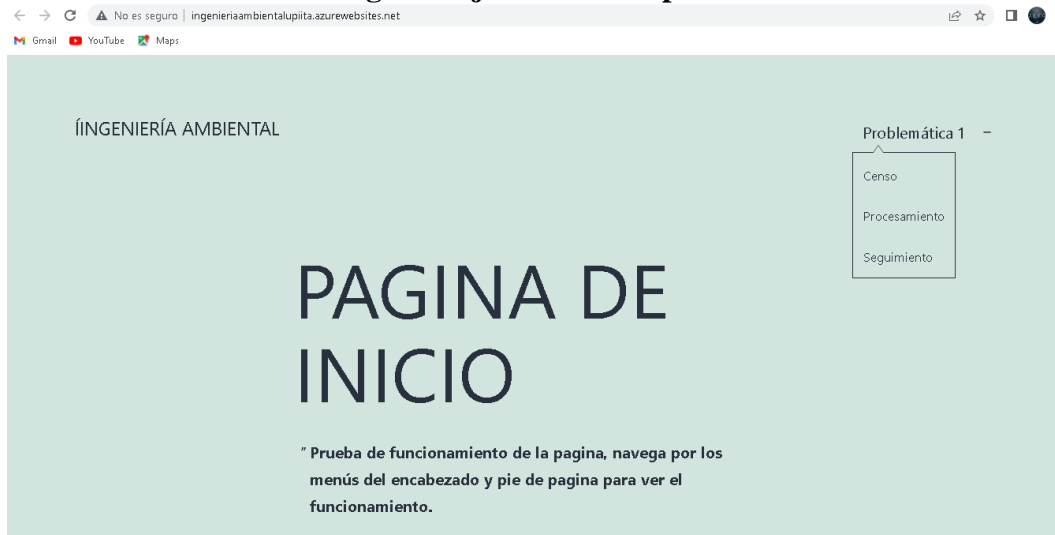 No es seguro | ingenieriaambientalupiita.azurewebsites.net
Gmail YouTube Maps
ÍINGENIERÍA AMBIENTAL
Problemática 1 –
Censo
Procesamiento
Seguimiento
PAGINA DE
INICIO
" Prueba de funcionamiento de la pagina, navega por los
menús del encabezado y pie de pagina para ver el
funcionamiento.